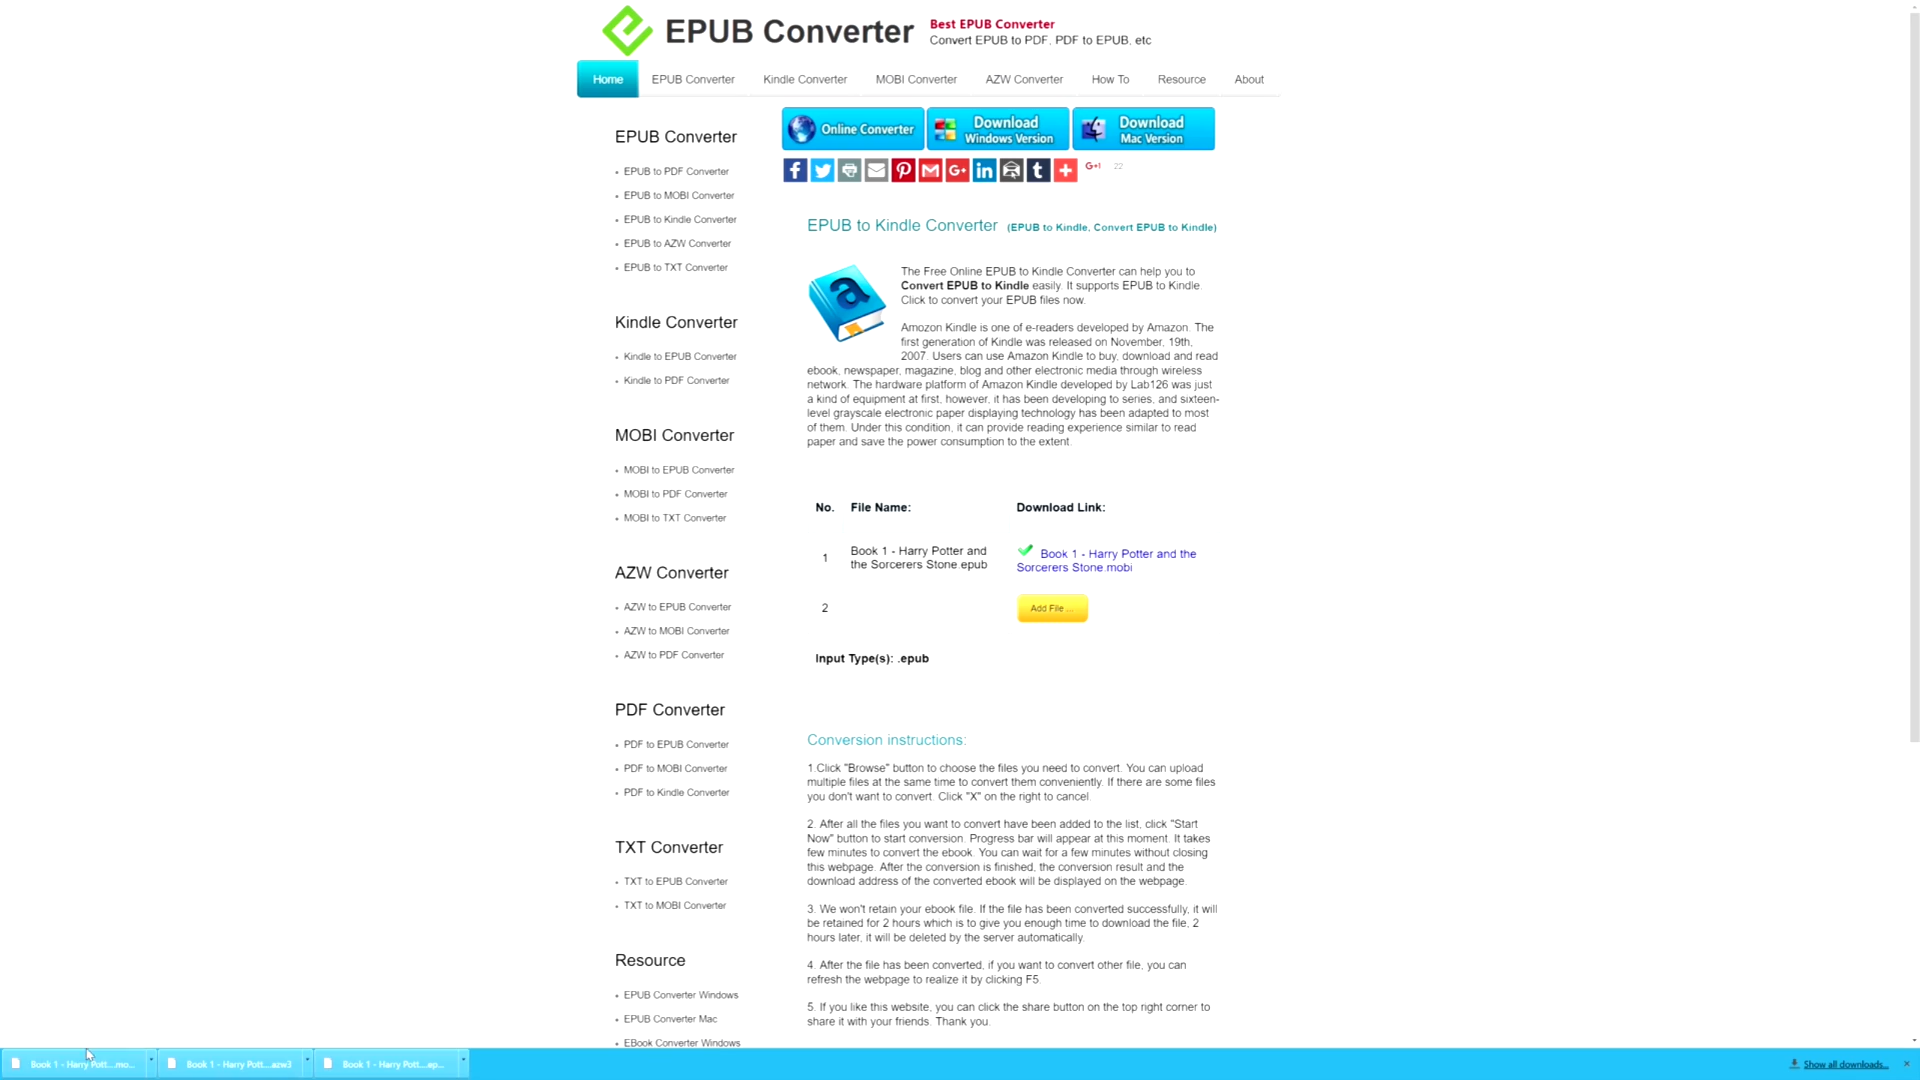 EPUB Converter
Best EPUB Converter
Convert EPUB to PDF, PDF to EPUB, etc
Home
EPUB Converter
Kindle Converter
MOBI Converter
AZW Converter
How To
Resource
About
EPUB Converter
EPUB to PDF Converter
EPUB to MOBI Converter
EPUB to Kindle Converter
EPUB to AZW Converter
EPUB to TXT Converter
Kindle Converter
Kindle to EPUB Converter
Kindle to PDF Converter
MOBI Converter
MOBI to EPUB Converter
MOBI to PDF Converter
MOBI to TXT Converter
AZW Converter
AZW to EPUB Converter
AZW to MOBI Converter
AZW to PDF Converter
PDF Converter
PDF to EPUB Converter
PDF to MOBI Converter
PDF to Kindle Converter
TXT Converter
TXT to EPUB Converter
TXT to MOBI Converter
Resource
EPUB Converter Windows
EPUB Converter Mac
EBook Converter Windows
Online Converter
Download
Windows Version
Download
Mac Version
G+1
22
EPUB to Kindle Converter (EPUB to Kindle, Convert EPUB to Kindle)
The Free Online EPUB to Kindle Converter can help you to
Convert EPUB to Kindle easily. It supports EPUB to Kindle.
Click to convert your EPUB files now.
Amozon Kindle is one of e-readers developed by Amazon. The
first generation of Kindle was released on November, 19th,
2007. Users can use Amazon Kindle to buy, download and read
ebook, newspaper, magazine, blog and other electronic media through wireless
network. The hardware platform of Amazon Kindle developed by Lab126 was just
a kind of equipment at first, however, it has been developing to series, and sixteen-
level grayscale electronic paper displaying technology has been adapted to most
of them. Under this condition, it can provide reading experience similar to read
paper and save the power consumption to the extent.
No. File Name: Download Link:
1
Book 1 - Harry Potter and
the Sorcerers Stone.epub
Book 1 - Harry Potter and the
Sorcerers Stone.mobi
2
Add File ...
Input Type(s): .epub
Conversion instructions:
1.Click "Browse" button to choose the files you need to convert. You can upload
multiple files at the same time to convert them conveniently. If there are some files
you don't want to convert. Click "X" on the right to cancel.
2. After all the files you want to convert have been added to the list, click "Start
Now" button to start conversion. Progress bar will appear at this moment. It takes
few minutes to convert the ebook. You can wait for a few minutes without closing
this webpage. After the conversion is finished, the conversion result and the
download address of the converted ebook will be displayed on the webpage.
3. We won't retain your ebook file. If the file has been converted successfully, it will
be retained for 2 hours which is to give you enough time to download the file, 2
hours later, it will be deleted by the server automatically.
4. After the file has been converted, if you want to convert other file, you can
refresh the webpage to realize it by clicking F5.
5. If you like this website, you can click the share button on the top right corner to
share it with your friends. Thank you.
Book 1 - Harry Pott....mo...
Book 1 - Harry Pott....azw3
Book 1 - Harry Pott....ep...
Show all downloads...